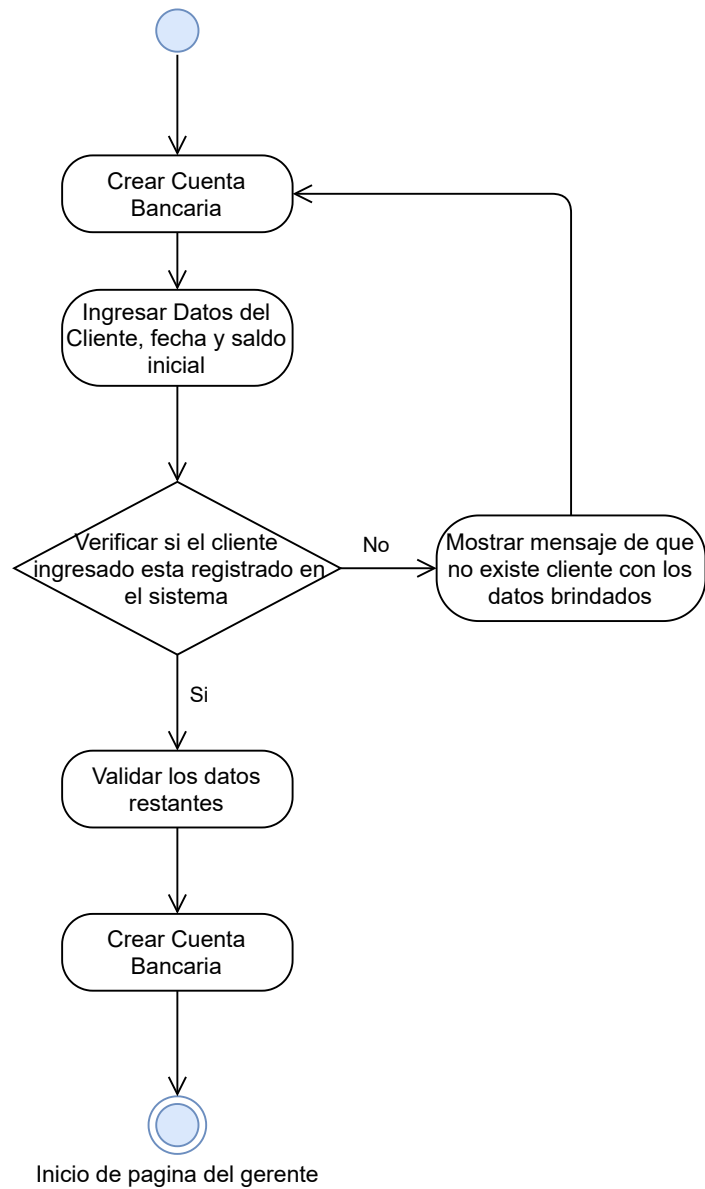 Crear Cuenta
Bancaria
Ingresar Datos del
Cliente, fecha y saldo
inicial
Verificar si el cliente
ingresado esta registrado en
el sistema
No
Mostrar mensaje de que
no existe cliente con los
datos brindados
Si
Validar los datos
restantes
Crear Cuenta
Bancaria
Inicio de pagina del gerente